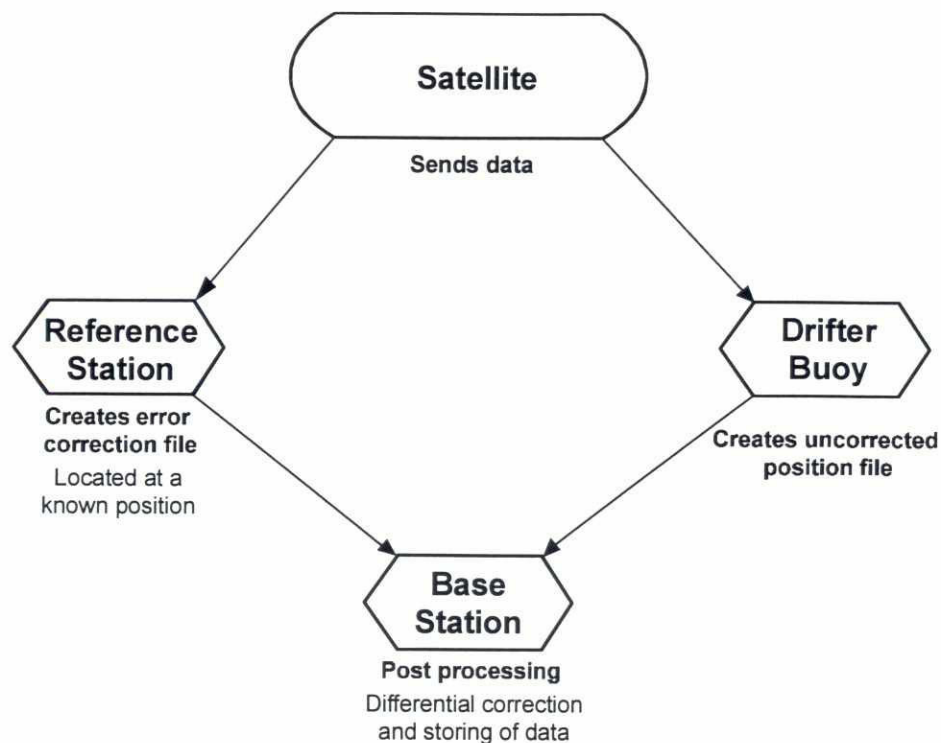 Satellite
Sends data
Reference
Station
Creates error
correction file
Located at a
known position
Drifter
Buoy
Creates uncorrected
position file
Base
Station
Post processing
Differential correction
and storing of data